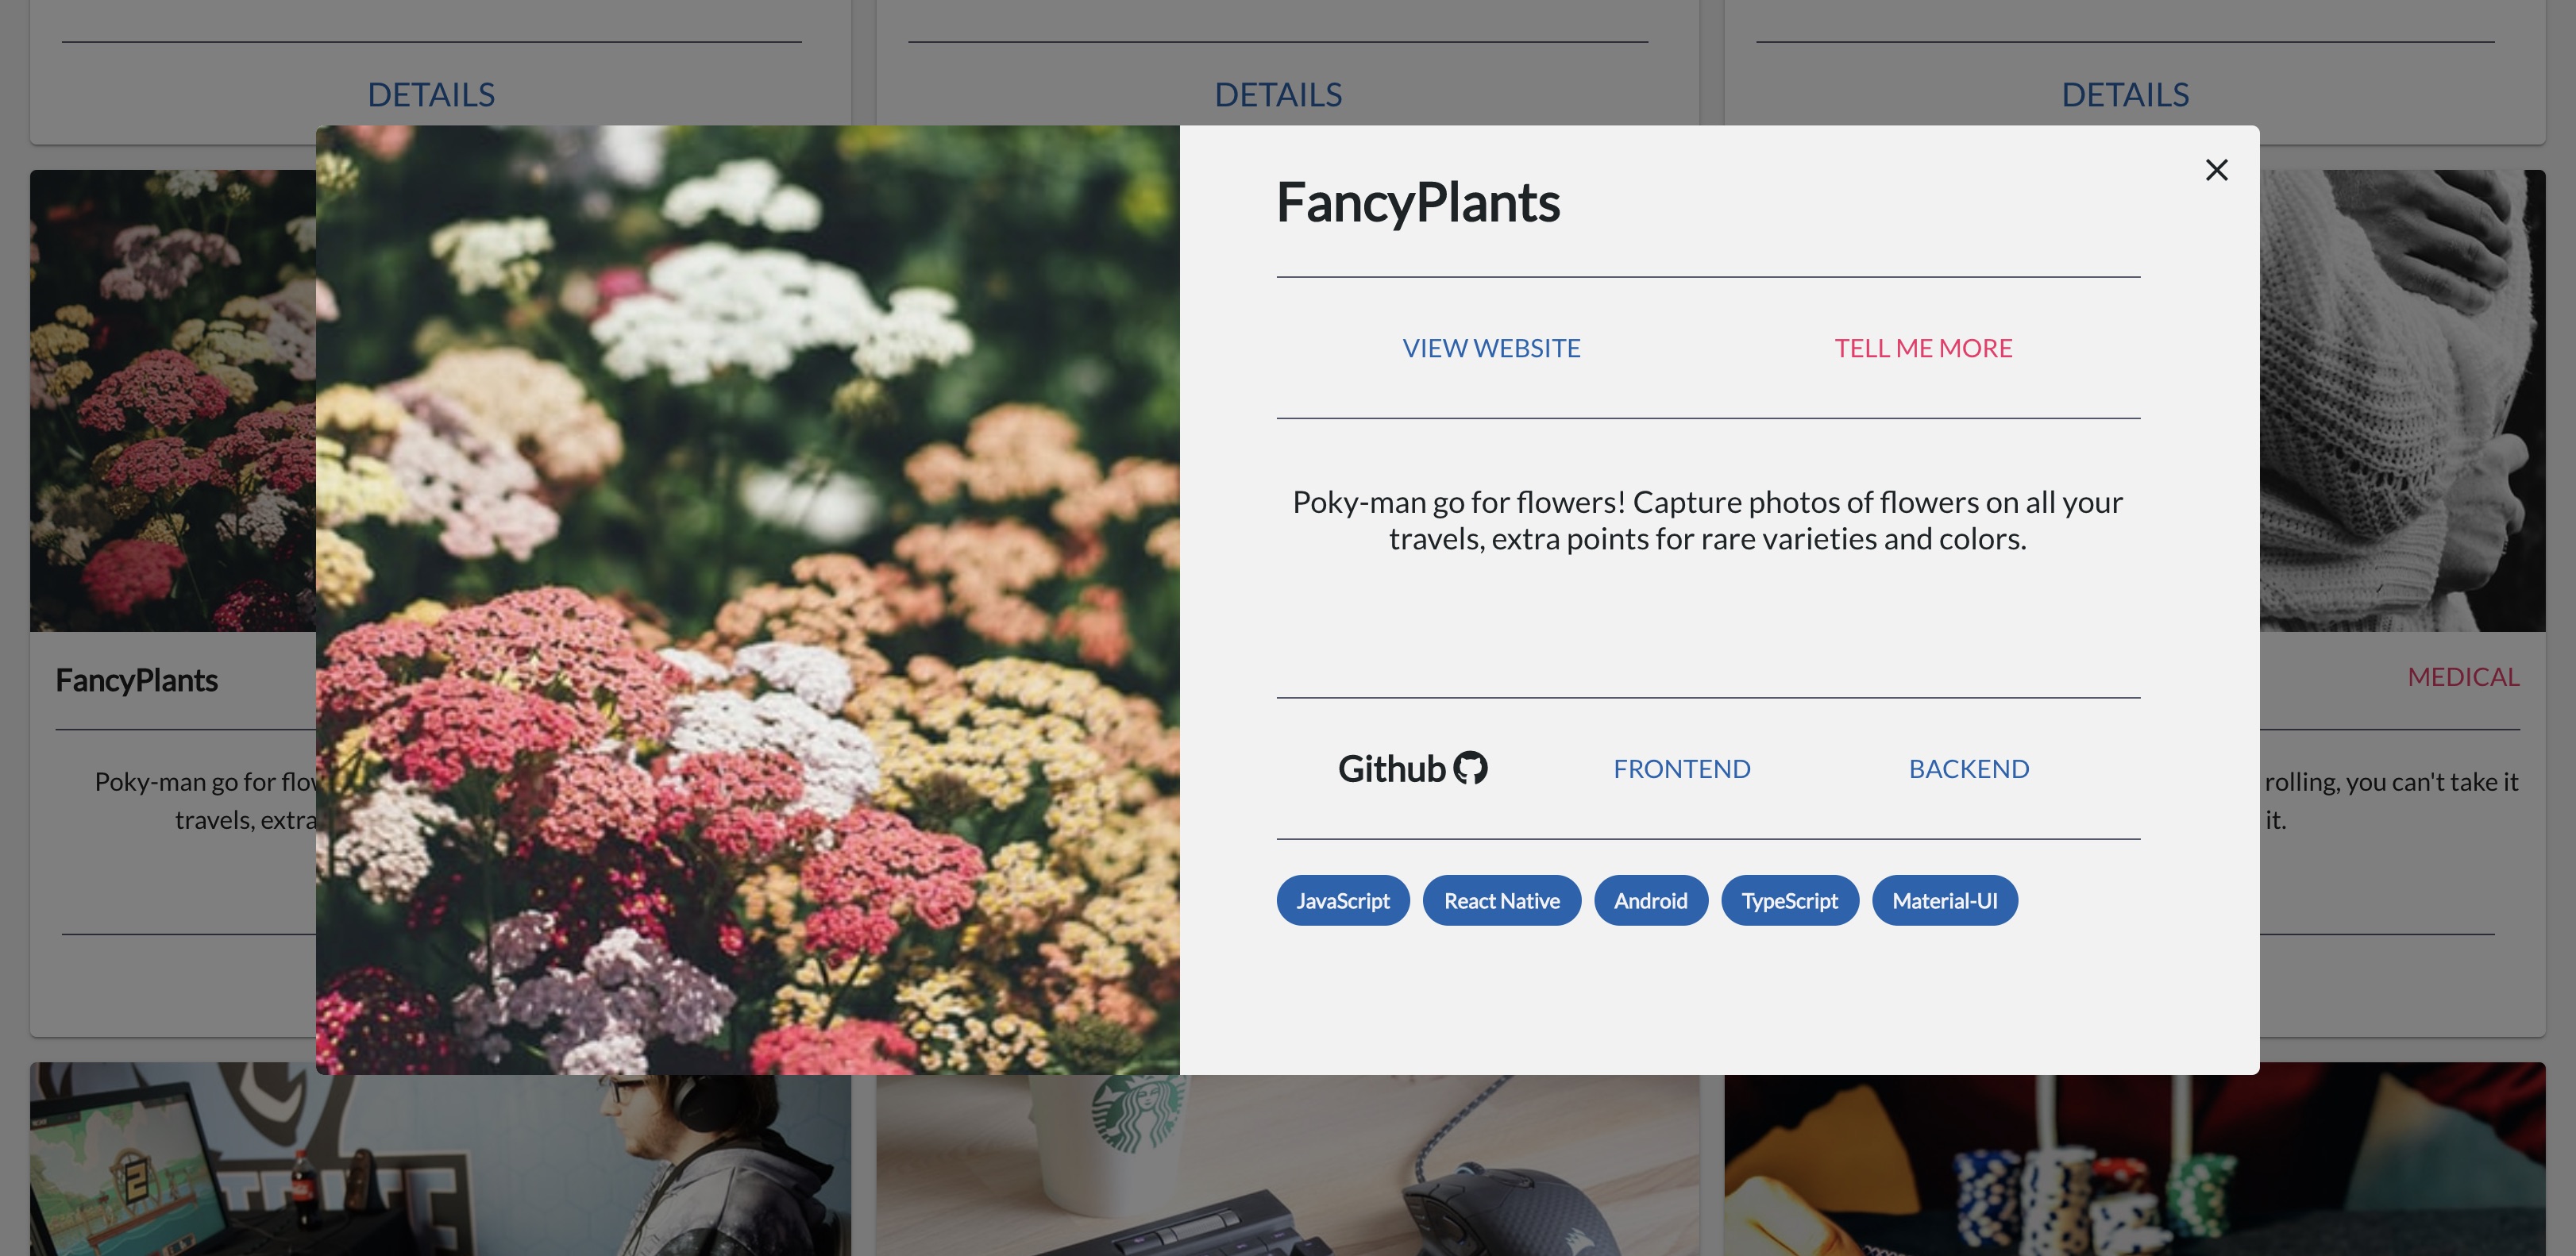 DETAILS
DETAILS
DETAILS
FancyPlants
VIEW WEBSITE
TELL ME MORE
Poky-man go for flowers! Capture photos of flowers on all your
travels, extra points for rare varieties and colors.
Github
FRONTEND
BACKEND
JavaScript
React Native
Android
TypeScript
Material-UI
FancyPlants
Poky-man go for
travels, extra
MEDICAL
rolling, you can't take it
it.
2